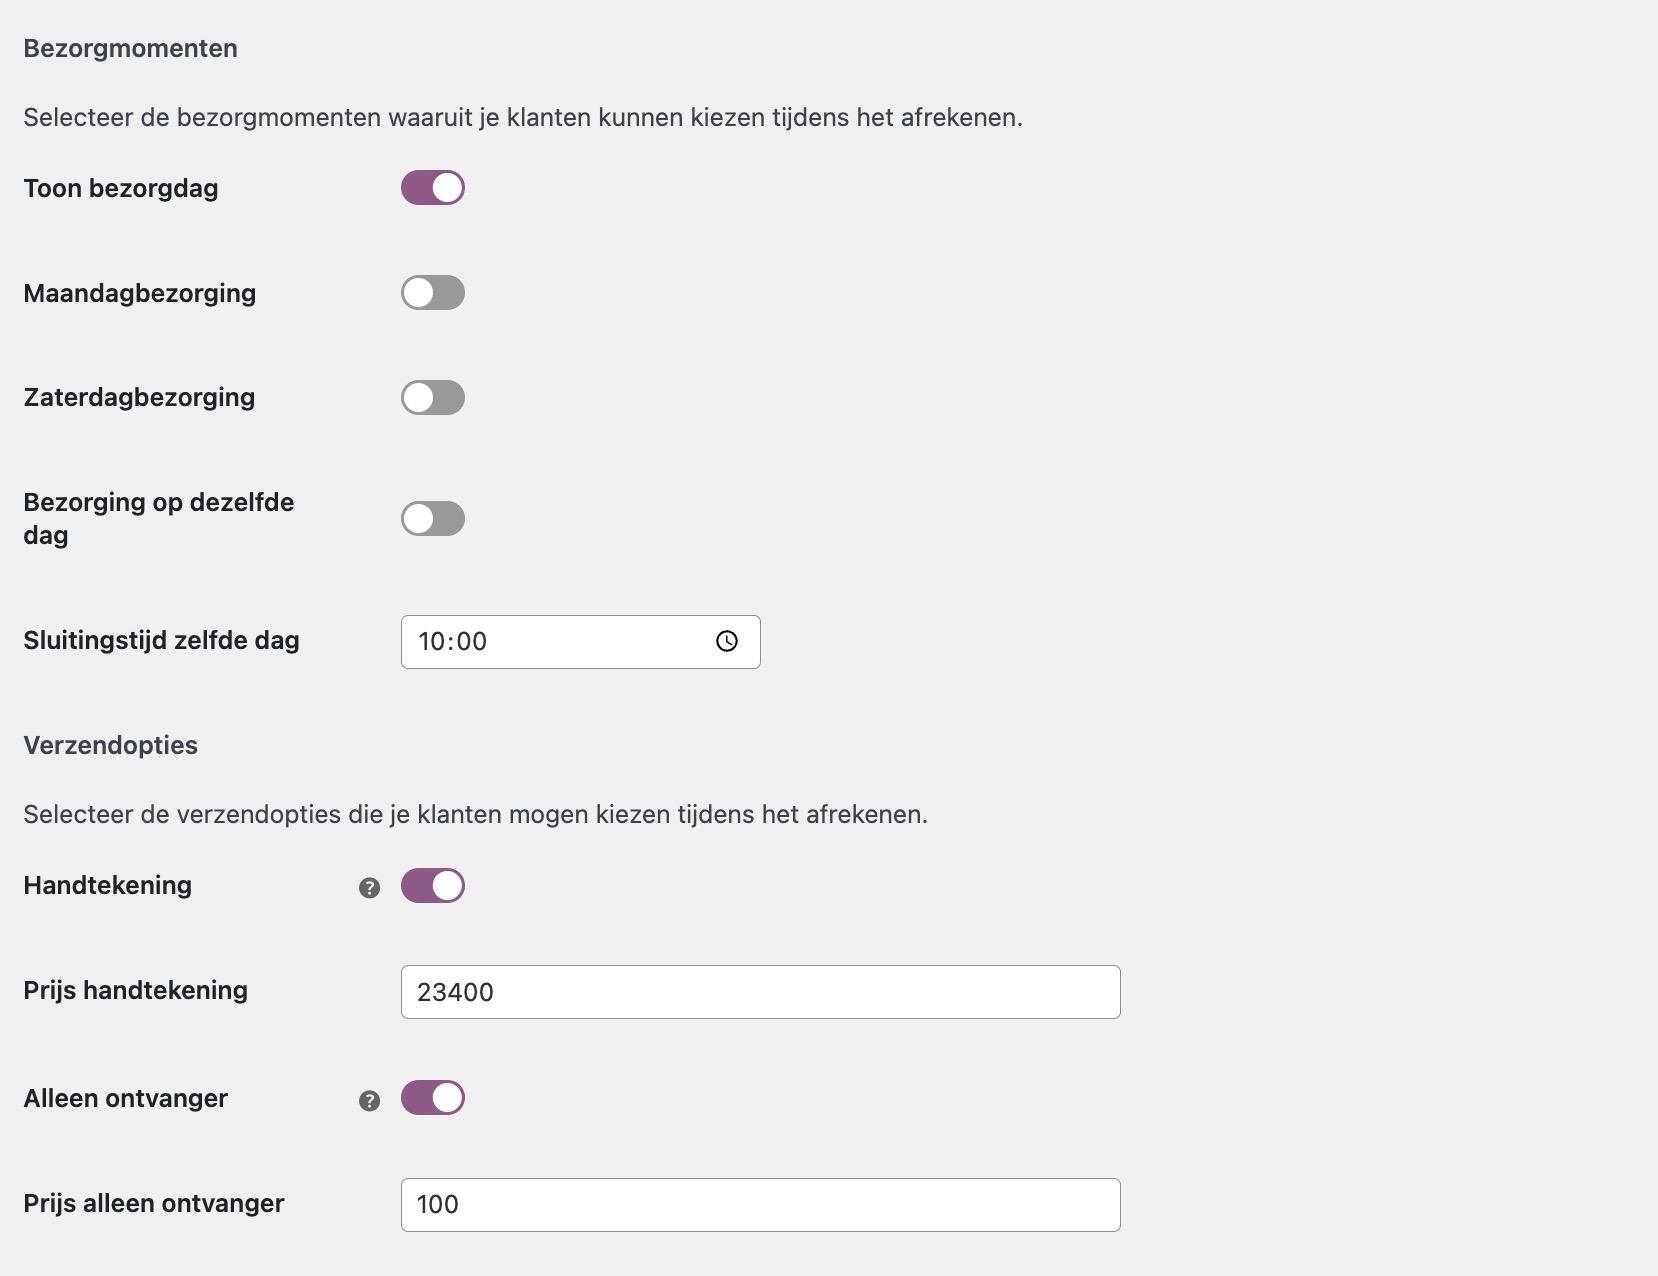 Bezorgmomenten
Selecteer de bezorgmomenten waaruit je klanten kunnen kiezen tijdens het afrekenen.
Toon bezorgdag
Maandagbezorging
Zaterdagbezorging
Bezorging op dezelfde
dag
Sluitingstijd zelfde dag
10:00
Verzendopties
Selecteer de verzendopties die je klanten mogen kiezen tijdens het afrekenen.
Handtekening ?
Prijs handtekening
23400
Alleen ontvanger ?
Prijs alleen ontvanger
100